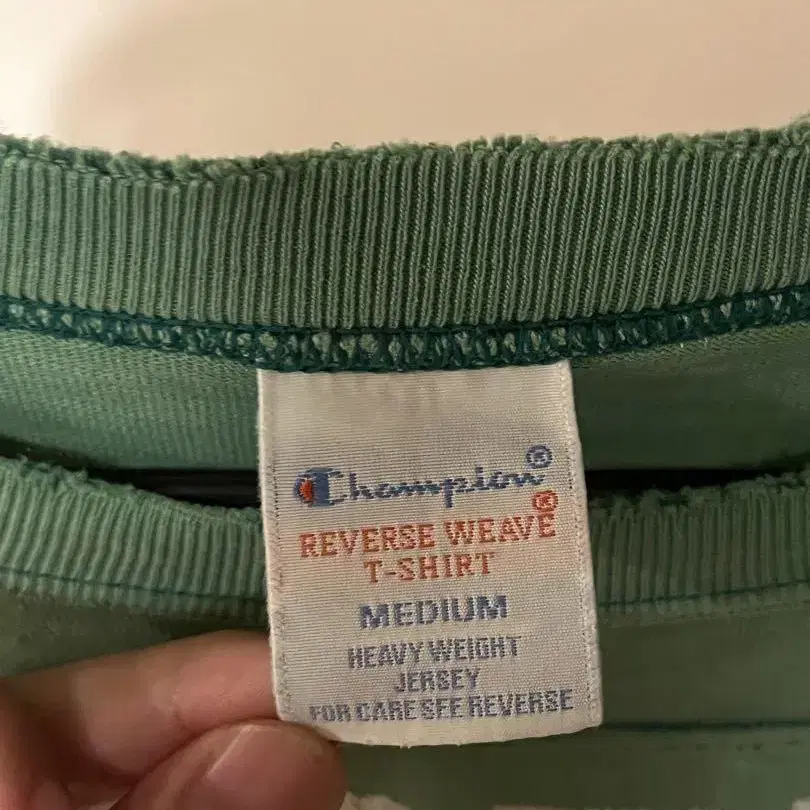 Champion®
REVERSE WEAVE®
T-SHIRT
MEDIUM
HEAVY WEIGHT
JERSEY
FOR CARE SEE REVERSE